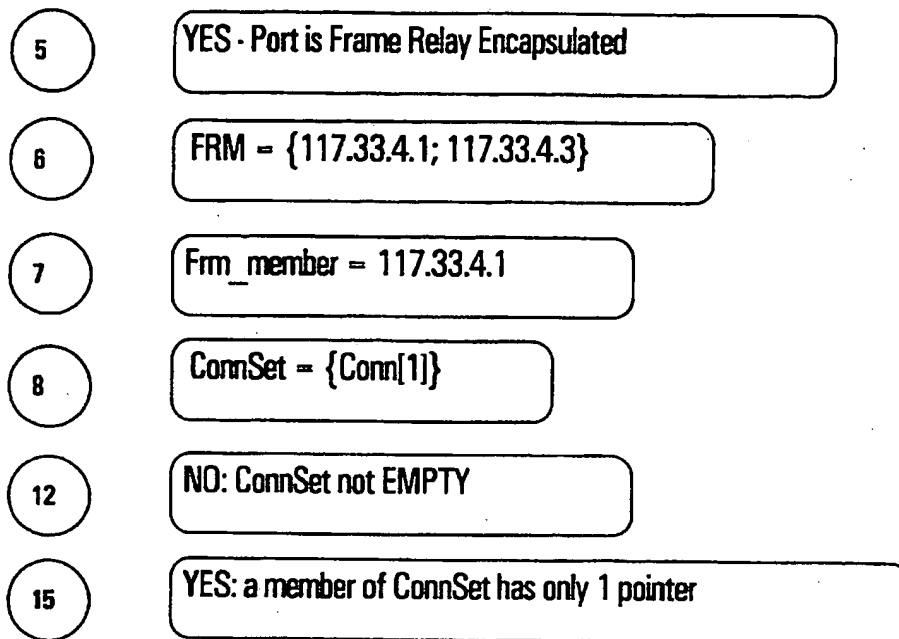 5
YES - Port is Frame Relay Encapsulated
6
FRM = {117.33.4.1; 117.33.4.3}
7
Frm_member = 117.33.4.1
8
ConnSet = {Conn[1]}
12
NO: ConnSet not EMPTY
15
YES: a member of ConnSet has only 1 pointer